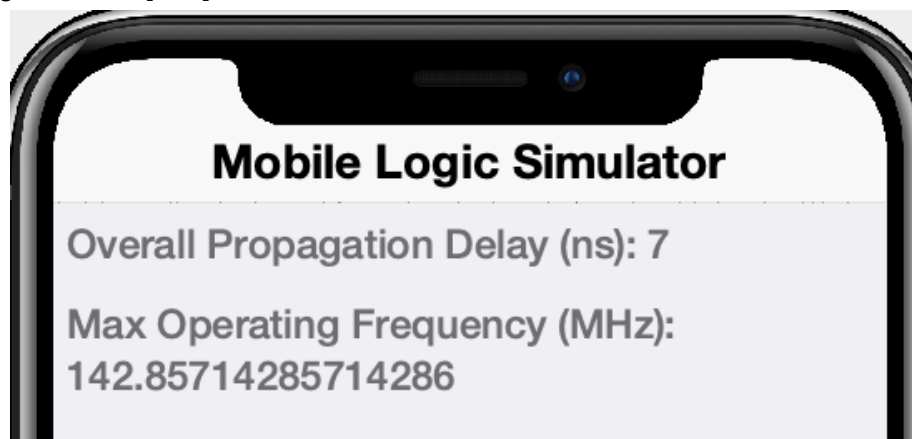 Mobile Logic Simulator
Overall Propagation Delay (ns): 7
Max Operating Frequency (MHz):
142.85714285714286